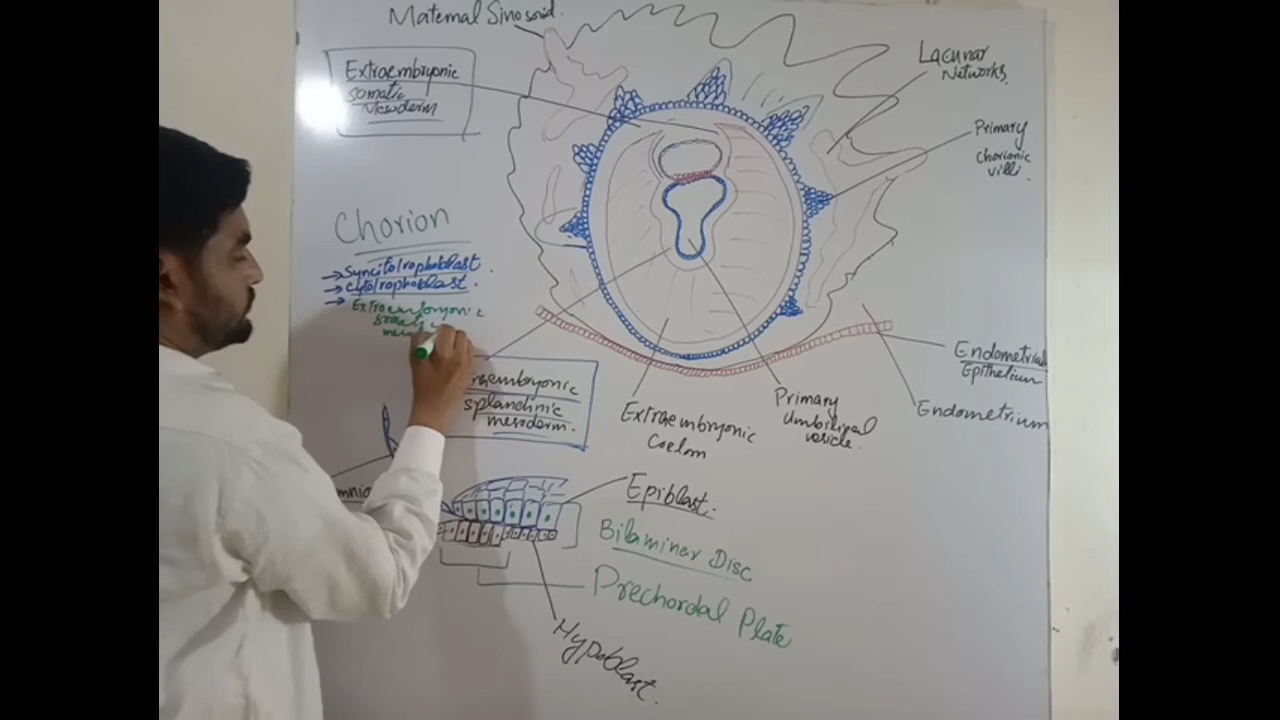 Maternal Sinosoid.
Extraembryonic
somatic
Mesoderm
Lacunar
Networks
Primary
chorionic
villi.
Chorion
→ Syncitotrophoblast.
→ Cytotrophoblast.
→ Extraembryonic
Endometrial
Epithelium
Endometrium
splanchnic
mesoderm.
Extraembryonic
Coelom
Primary
Umbilical
vesicle.
Epiblast.
Bilaminer Disc
Prechordal Plate
Hypoblast.